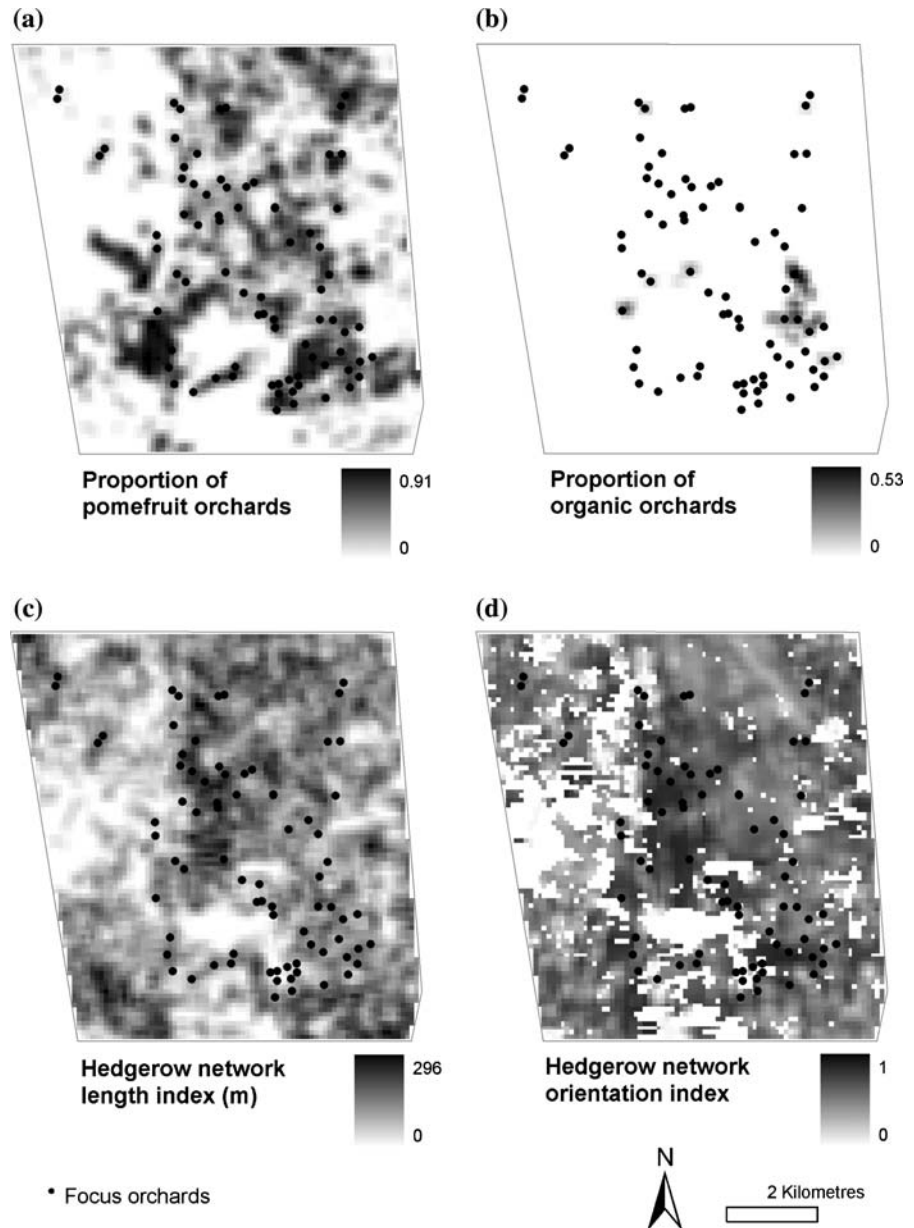 (a)
(b)
Proportion of
pomefruit orchards
0.91
0
Proportion of
organic orchards
0.53
0
(c)
(d)
Hedgerow network
length index (m)
296
0
Hedgerow network
orientation index
1
0
Focus orchards
N
2 Kilometres